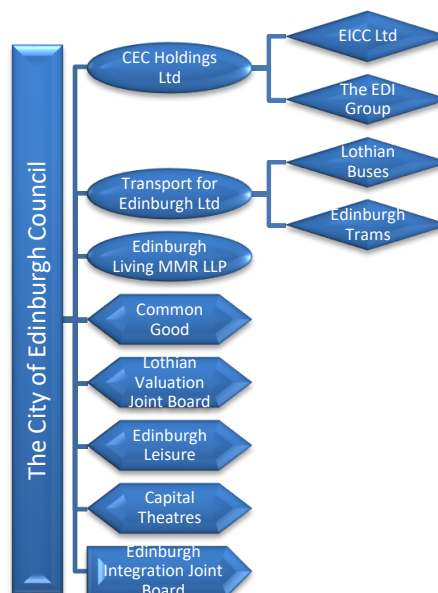 The City of Edinburgh Council
CEC Holdings
Ltd
EICC Ltd
The EDI
Group
Transport for
Edinburgh Ltd
Lothian
Buses
Edinburgh
Trams
Edinburgh
Living MMR LLP
Common
Good
Lothian
Valuation
Joint Board
Edinburgh
Leisure
Capital
Theatres
Edinburgh
Integration Joint
Board